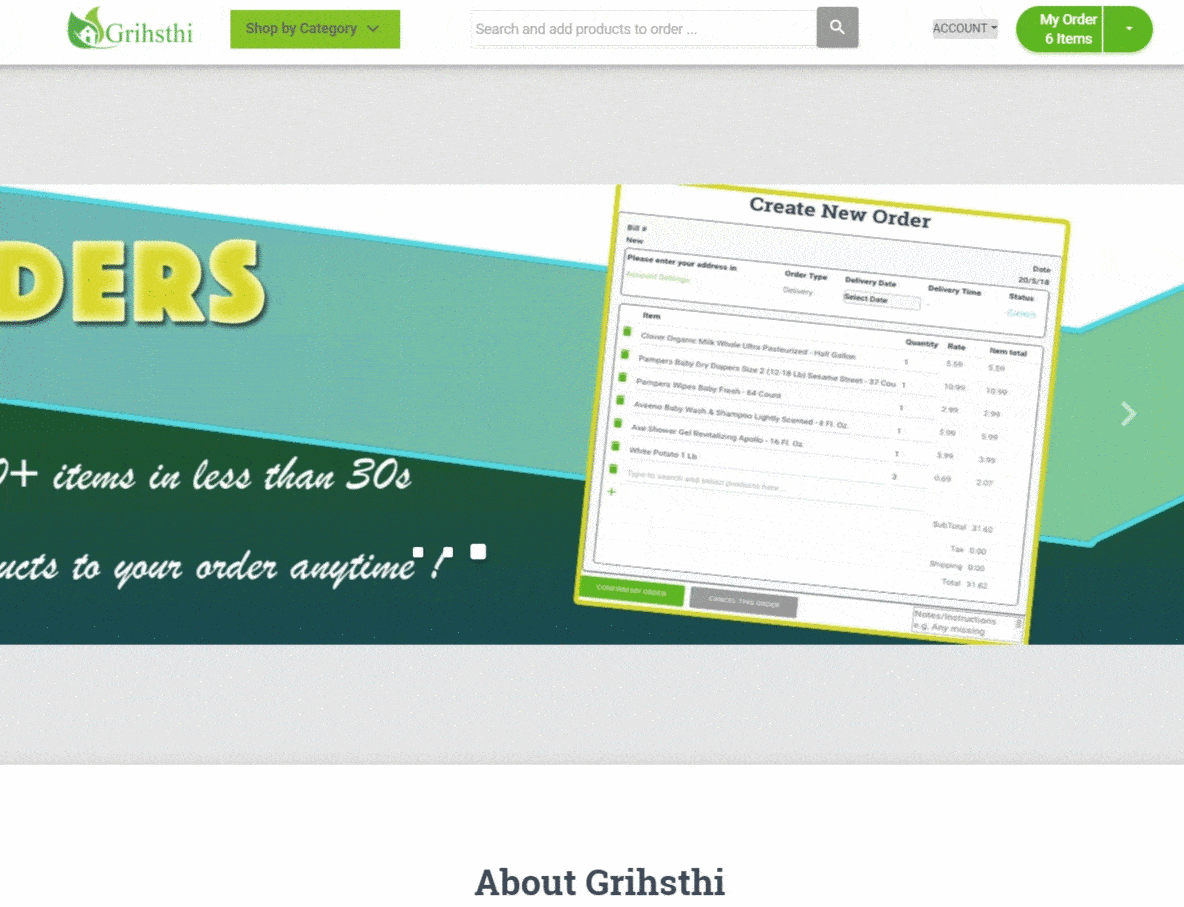 Grihsthi
Shop by Category
Search and add products to order ...
ACCOUNT
My Order
6 Items
DERS
0+ items in less than 30s
ucts to your order anytime !
Create New Order
Bill #
New
Date
20/5/18
Please enter your address in
Account Settings
Order Type
Delivery
Delivery Date
Select Date
Delivery Time
-
Status
Item Quantity Rate Item total
Clover Organic Milk Whole Ultra Pasteurized - Half Gallon 1 5.59 5.59
Pampers Baby Dry Diapers Size 2 (12-18 Lb) Sesame Street - 37 Cou 1 10.99 10.99
Pampers Wipes Baby Fresh - 64 Count 1 2.99 2.99
Aveeno Baby Wash & Shampoo Lightly Scented - 8 Fl. Oz. 1 5.99 5.99
Axe Shower Gel Revitalizing Apollo - 16 Fl. Oz. 1 3.99 3.99
White Potato 1 Lb 3 0.69 2.07
Type to search and select products here ...
+
SubTotal 31.62
Tax 0.00
Shipping 0.00
Total 31.62
CONFIRM MY ORDER
CANCEL THIS ORDER
Notes/Instructions
e.g. Any missing
About Grihsthi